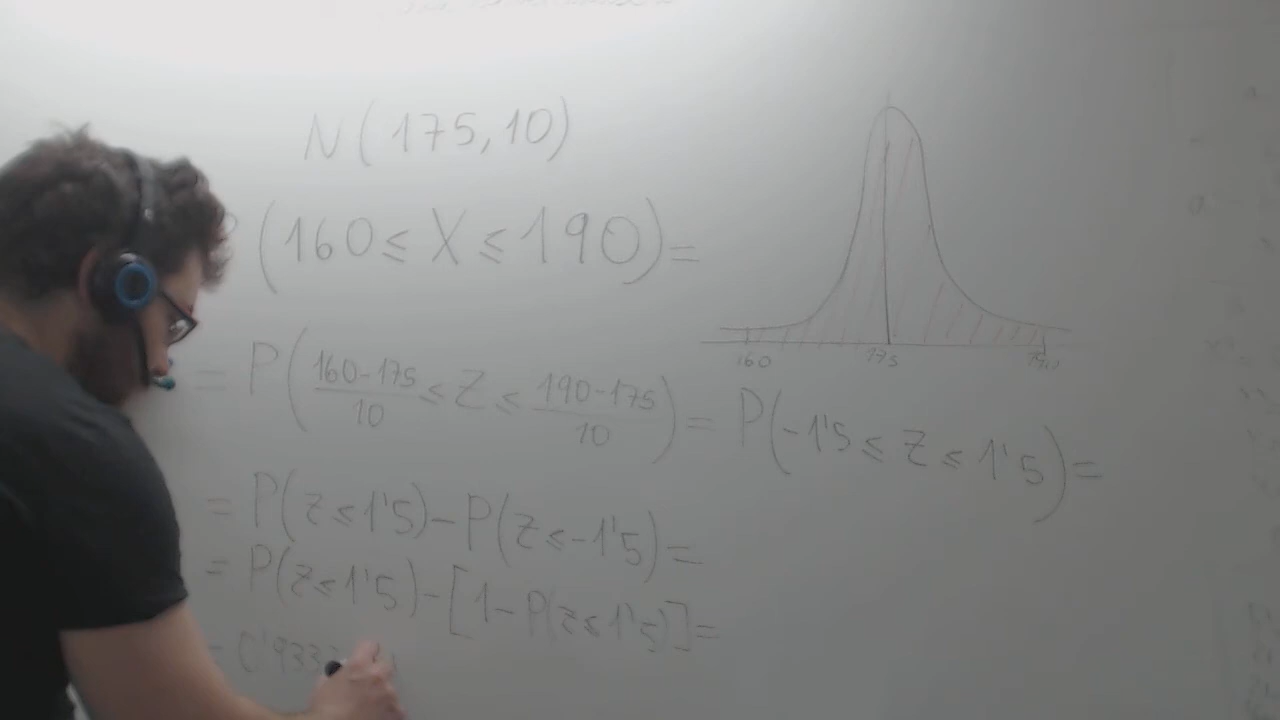 N(175,10)
(160≤X≤190)=
160 175 190
= P(160-175/10 ≤ Z ≤ 190-175/10) = P(-1'5 ≤ Z ≤ 1'5) =
= P(Z≤1'5)-P(Z≤-1'5)=
= P(Z≤1'5)-[1-P(Z≤1'5)]=